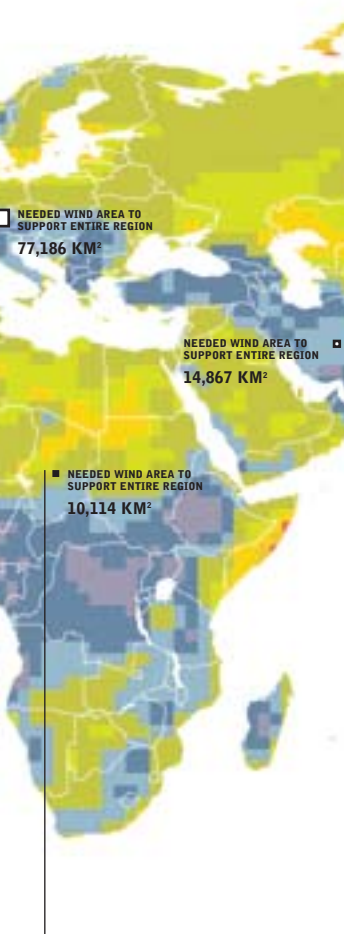 NEEDED WIND AREA TO
SUPPORT ENTIRE REGION
77,186 KM²
NEEDED WIND AREA TO
SUPPORT ENTIRE REGION
14,867 KM²
NEEDED WIND AREA TO
SUPPORT ENTIRE REGION
10,114 KM²